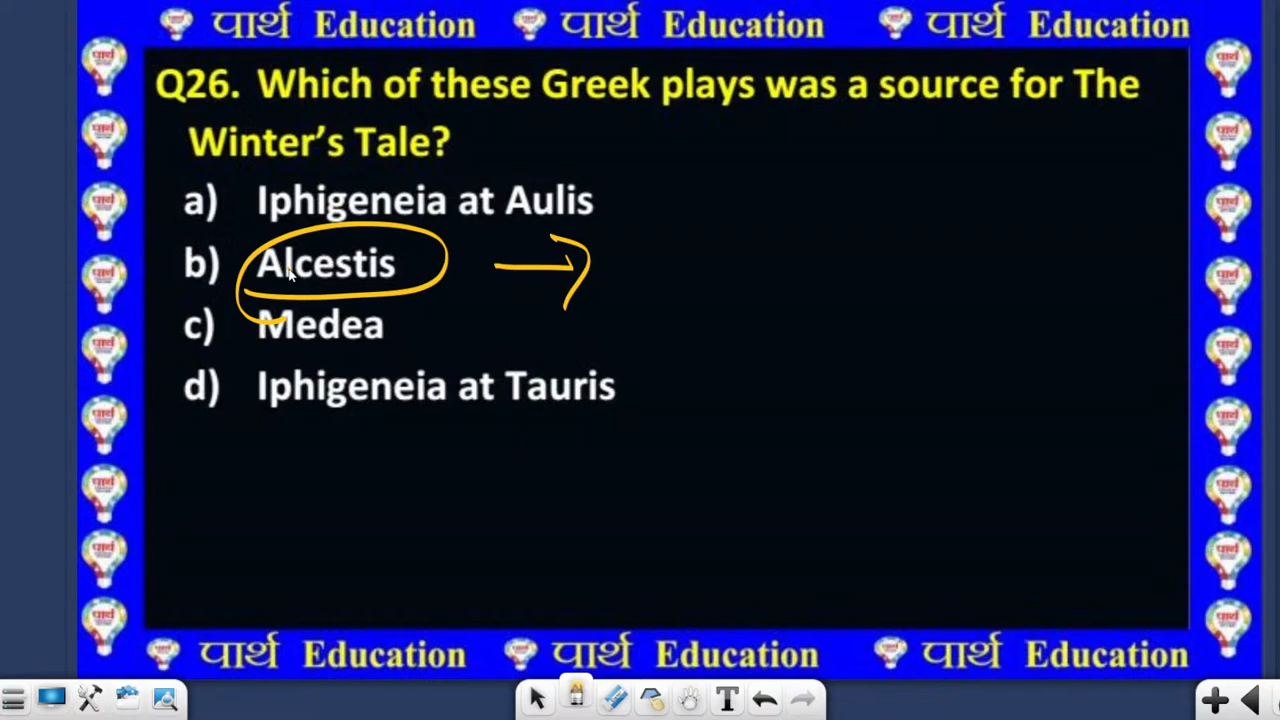 पार्थ Education पार्थ Education पार्थ Education
Q26. Which of these Greek plays was a source for The
Winter’s Tale?
a) Iphigeneia at Aulis
b) Alcestis
c) Medea
d) Iphigeneia at Tauris
पार्थ Education पार्थ Education पार्थ Education